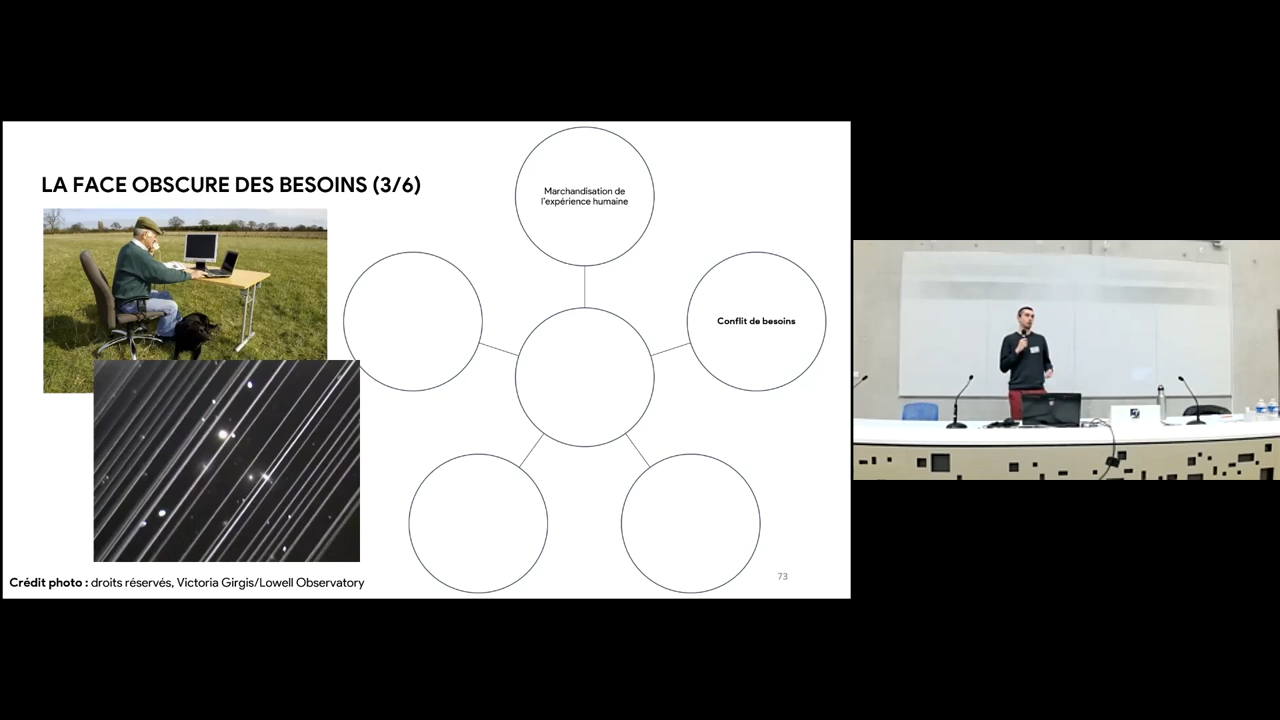 LA FACE OBSCURE DES BESOINS (3/6)
Marchandisation de
l'expérience humaine
Conflit de besoins
Crédit photo : droits réservés, Victoria Girgis/Lowell Observatory
73